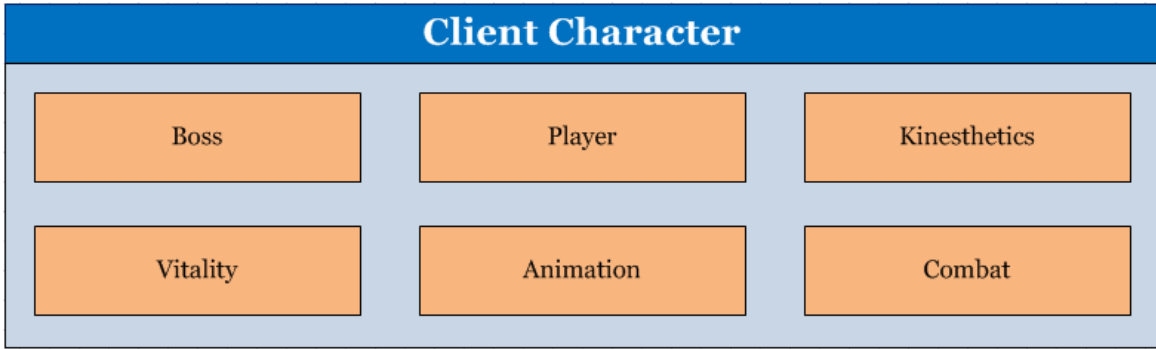 Client Character
Boss
Player
Kinesthetics
Vitality
Animation
Combat